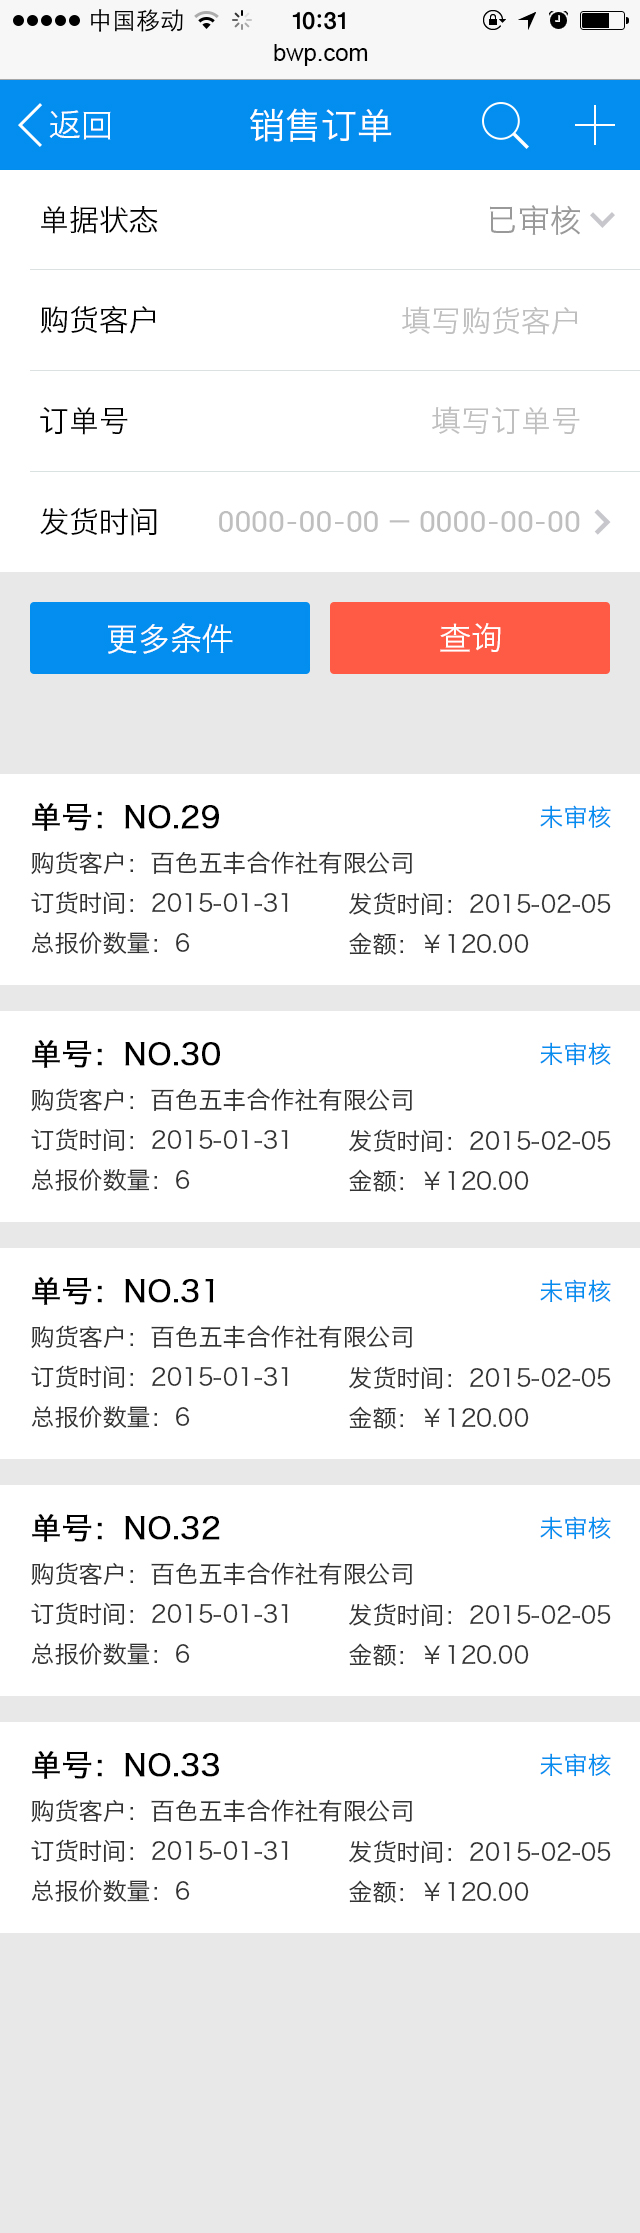 中国移动 10:31
bwp.com
返回 销售订单
单据状态 已审核
购货客户 填写购货客户
订单号 填写订单号
发货时间 0000-00-00 — 0000-00-00
更多条件 查询
单号：NO.29 未审核
购货客户：百色五丰合作社有限公司
订货时间：2015-01-31 发货时间：2015-02-05
总报价数量：6 金额：￥120.00
单号：NO.30 未审核
购货客户：百色五丰合作社有限公司
订货时间：2015-01-31 发货时间：2015-02-05
总报价数量：6 金额：￥120.00
单号：NO.31 未审核
购货客户：百色五丰合作社有限公司
订货时间：2015-01-31 发货时间：2015-02-05
总报价数量：6 金额：￥120.00
单号：NO.32 未审核
购货客户：百色五丰合作社有限公司
订货时间：2015-01-31 发货时间：2015-02-05
总报价数量：6 金额：￥120.00
单号：NO.33 未审核
购货客户：百色五丰合作社有限公司
订货时间：2015-01-31 发货时间：2015-02-05
总报价数量：6 金额：￥120.00